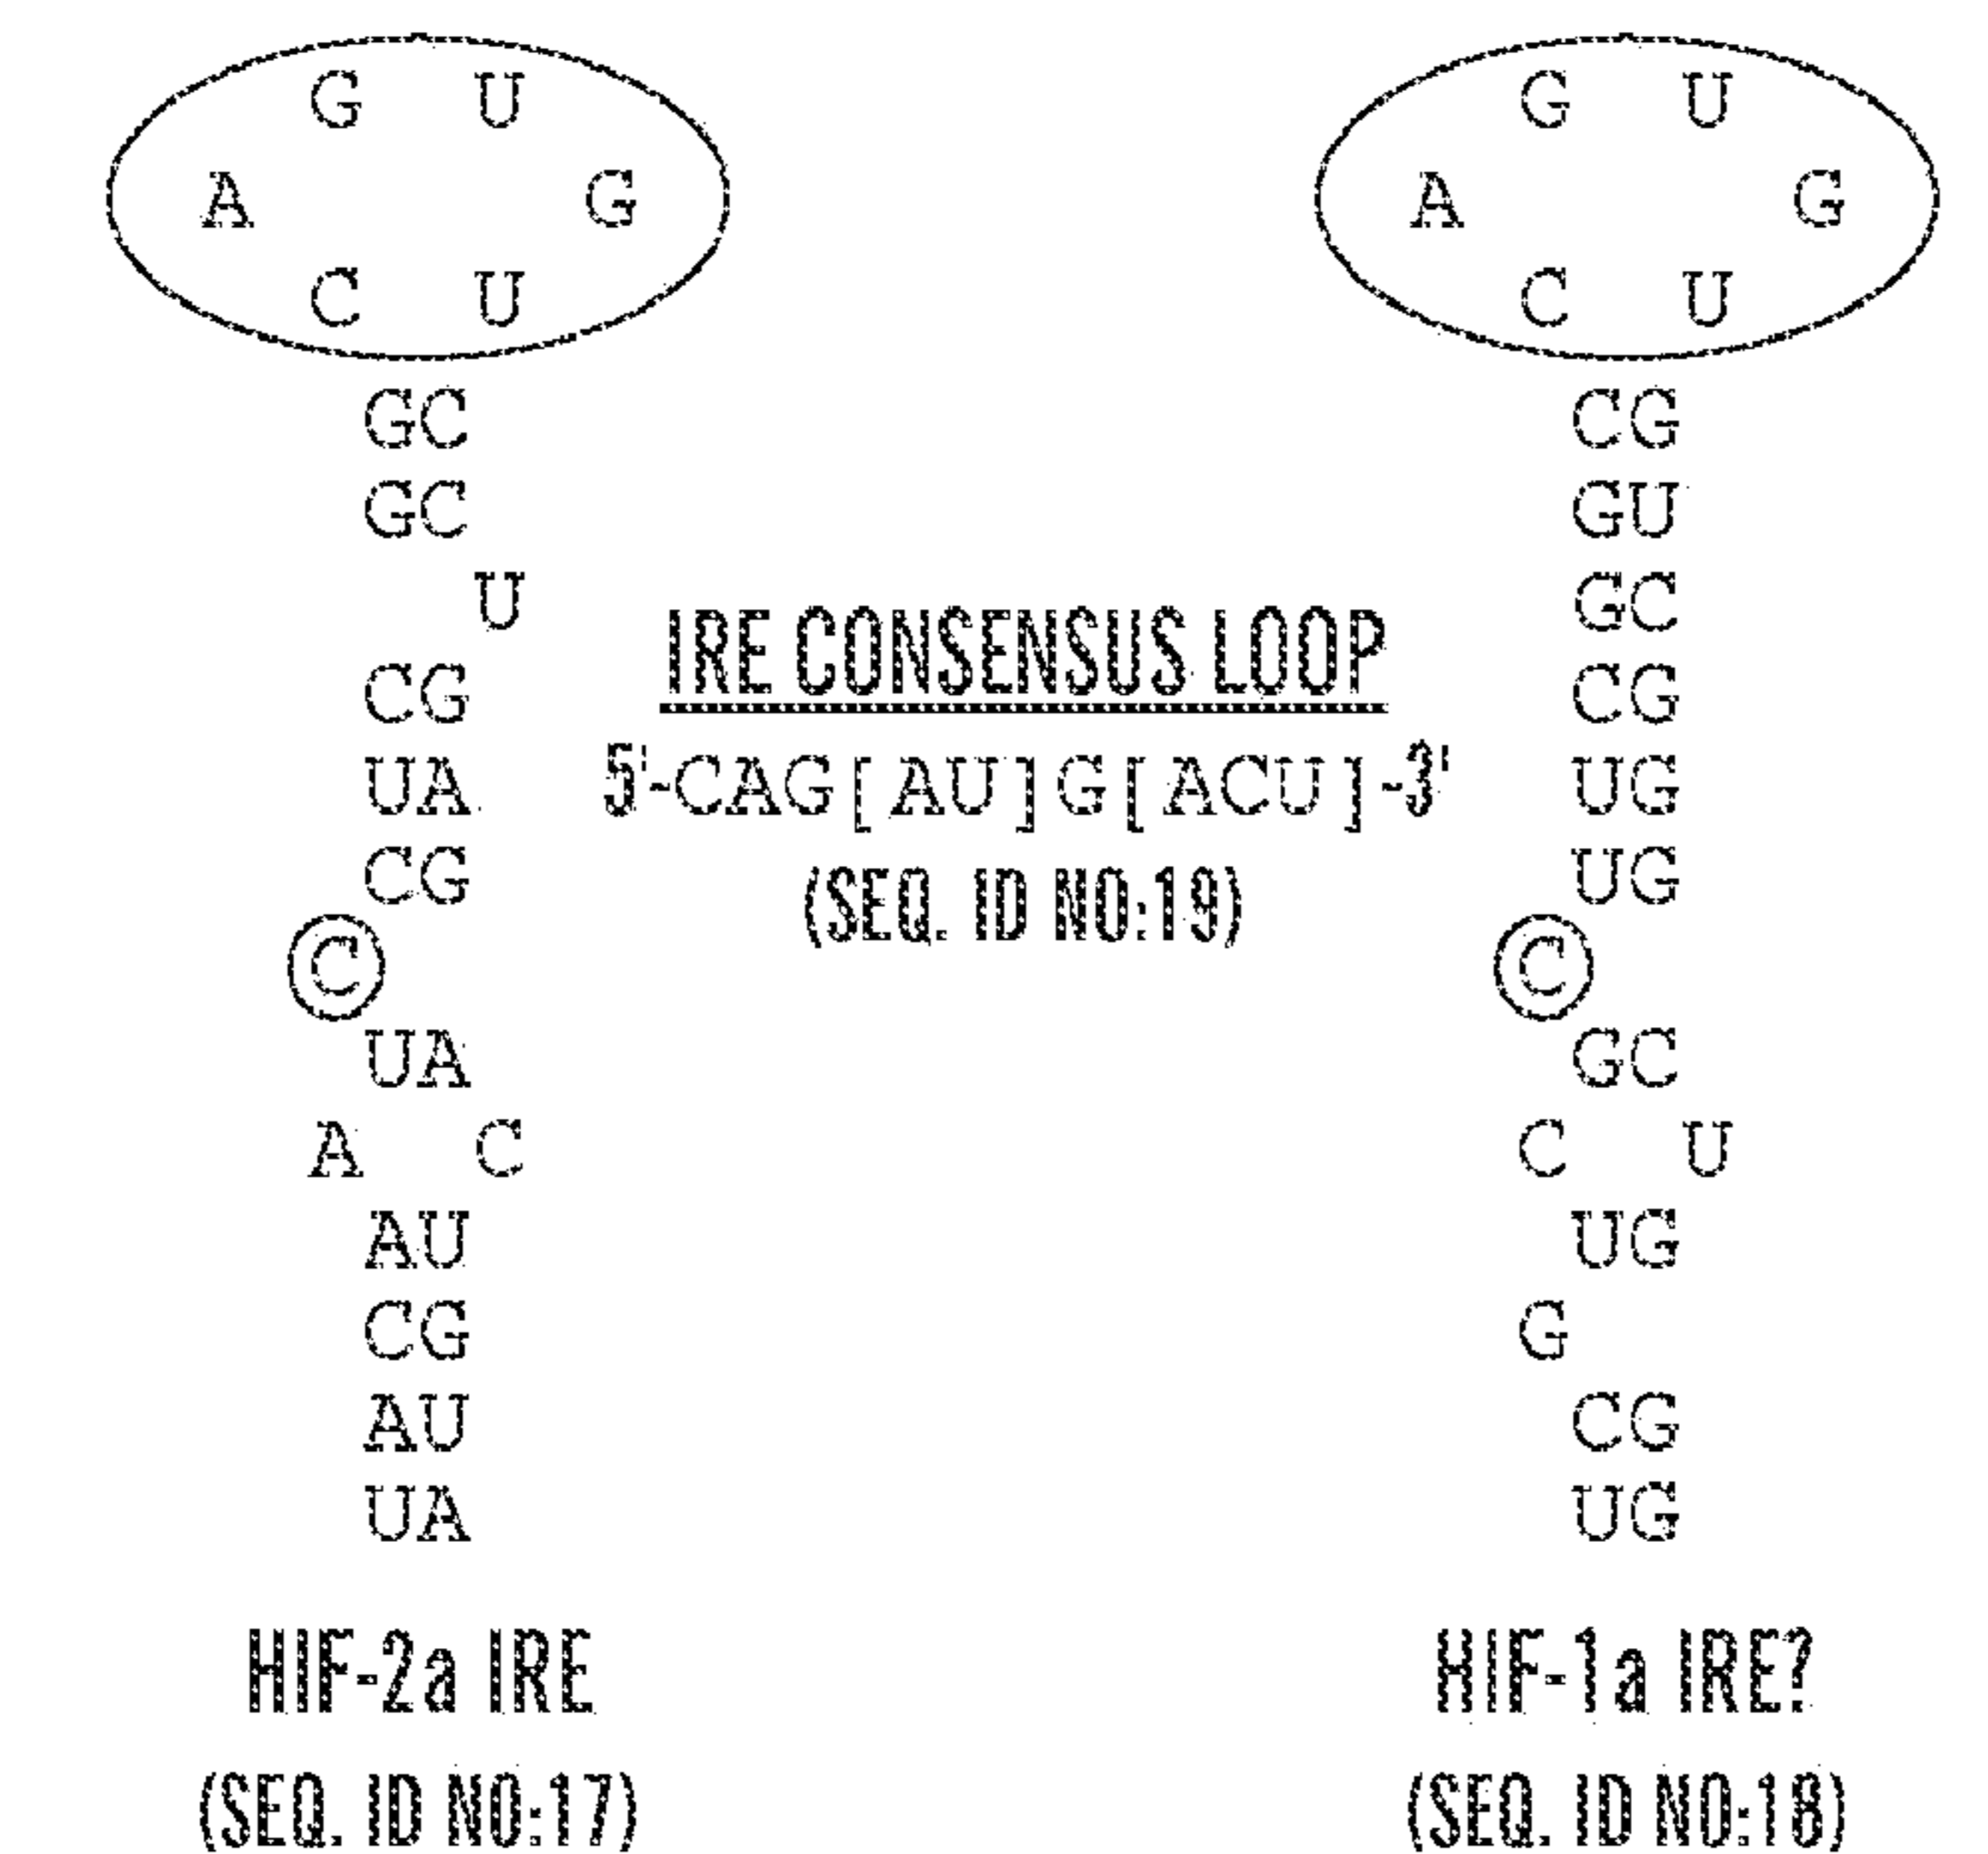 G U G U
A G A G
C U C U
GC CG
GC GU
U GC
IRE CONSENSUS LOOP
CG CG
5'-CAG[AU]G[ACU]-3'
UA UG
CG UG
(SEQ. ID NO:19)
C C
UA GC
A C C U
AU UG
CG G
AU CG
UA UG
HIF-2a IRE HIF-1a IRE?
(SEQ. ID NO:17) (SEQ. ID NO:18)